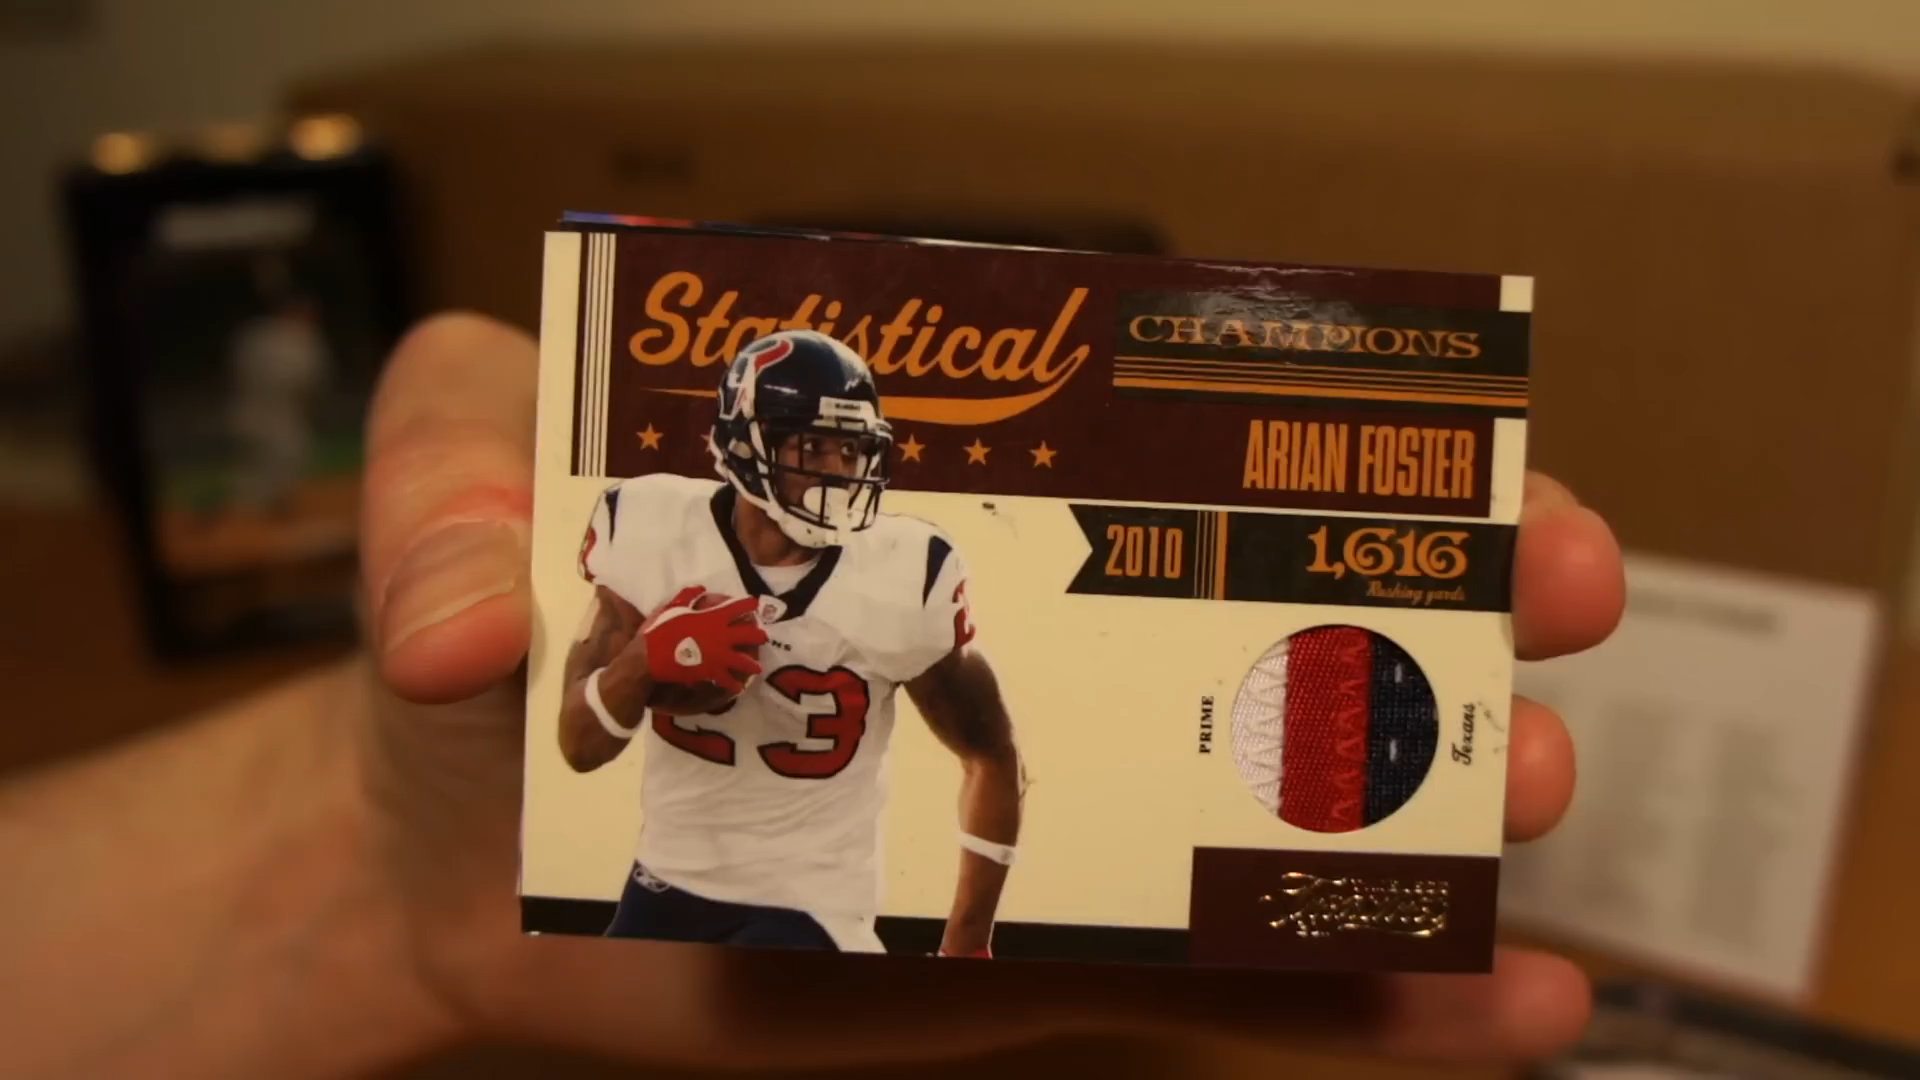 Statistical
CHAMPIONS
ARIAN FOSTER
2010
1,616
Rushing yards
23
PRIME
Texans